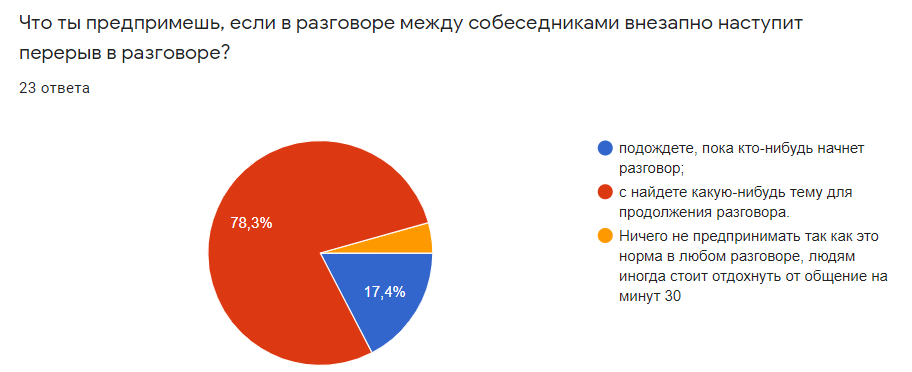 Что ты предпримешь, если в разговоре между собеседниками внезапно наступит
перерыв в разговоре?
23 ответа
78,3%
17,4%
подождете, пока кто-нибудь начнет
разговор;
с найдете какую-нибудь тему для
продолжения разговора.
Ничего не предпринимать так как это
норма в любом разговоре, людям
иногда стоит отдохнуть от общение на
минут 30